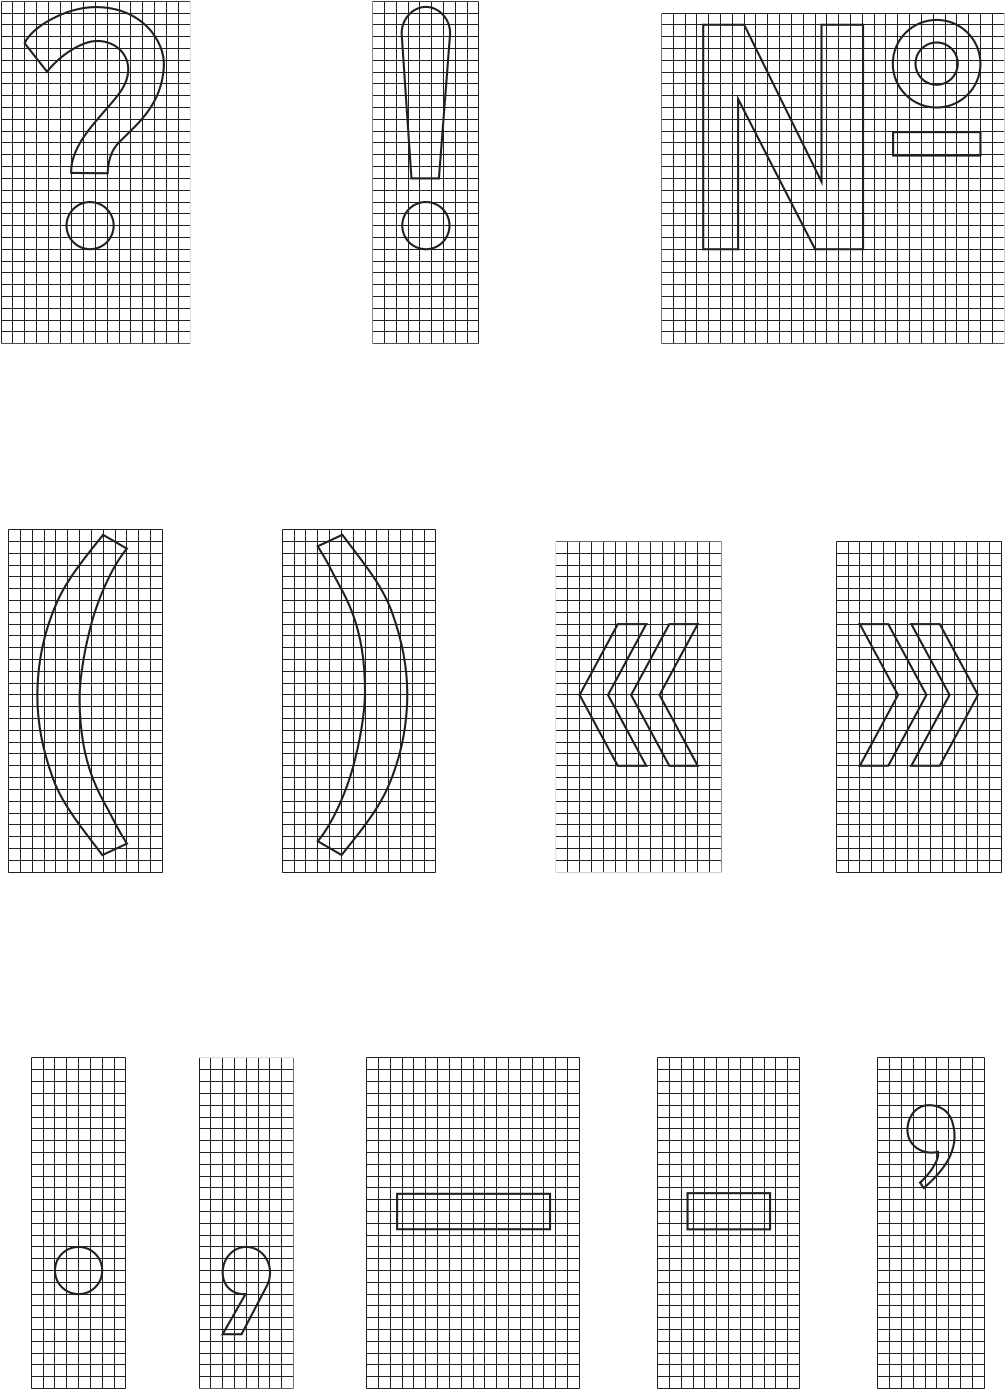 ? ! №
( ) « »
. , — - ’